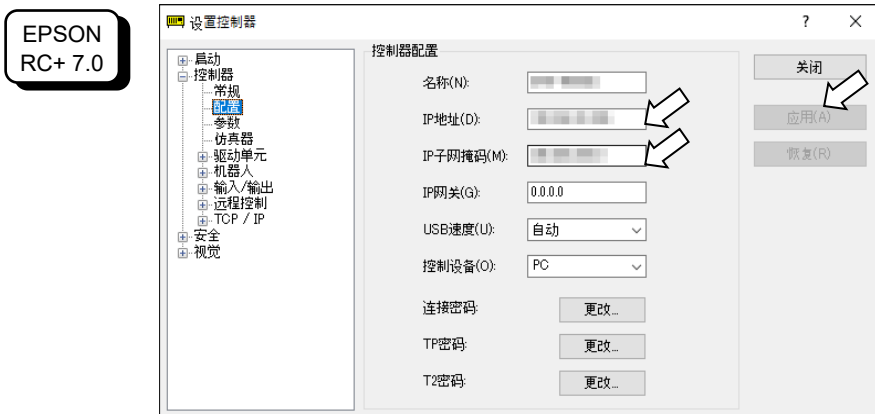 EPSON
RC+ 7.0
设置控制器
?
启动
控制器
常规
配置
参数
仿真器
驱动单元
机器人
输入/输出
远程控制
TCP / IP
安全
视觉
控制器配置
名称(N):
IP地址(D):
IP子网掩码(M):
IP网关(G): 0.0.0.0
USB速度(U): 自动
控制设备(O): PC
连接密码: 更改...
TP密码: 更改...
T2密码: 更改...
关闭
应用(A)
恢复(R)